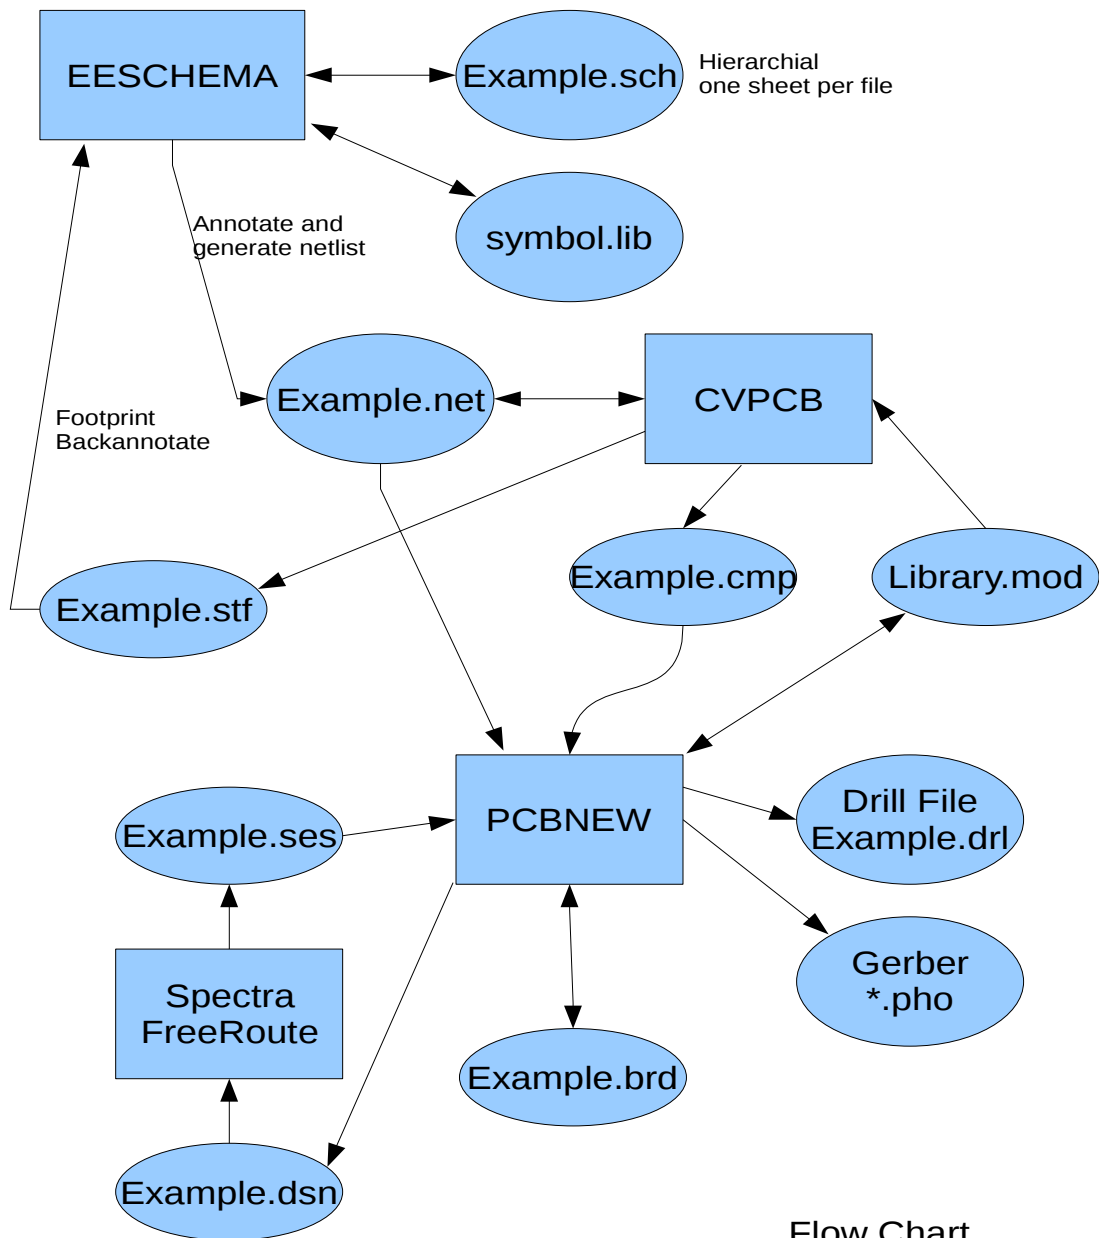 EESCHEMA
Example.sch
Hierarchial
one sheet per file
symbol.lib
Annotate and
generate netlist
Example.net
CVPCB
Footprint
Backannotate
Example.stf
Example.cmp
Library.mod
PCBNEW
Drill File
Example.drl
Example.ses
Gerber
*.pho
Spectra
FreeRoute
Example.brd
Example.dsn
Flow Chart